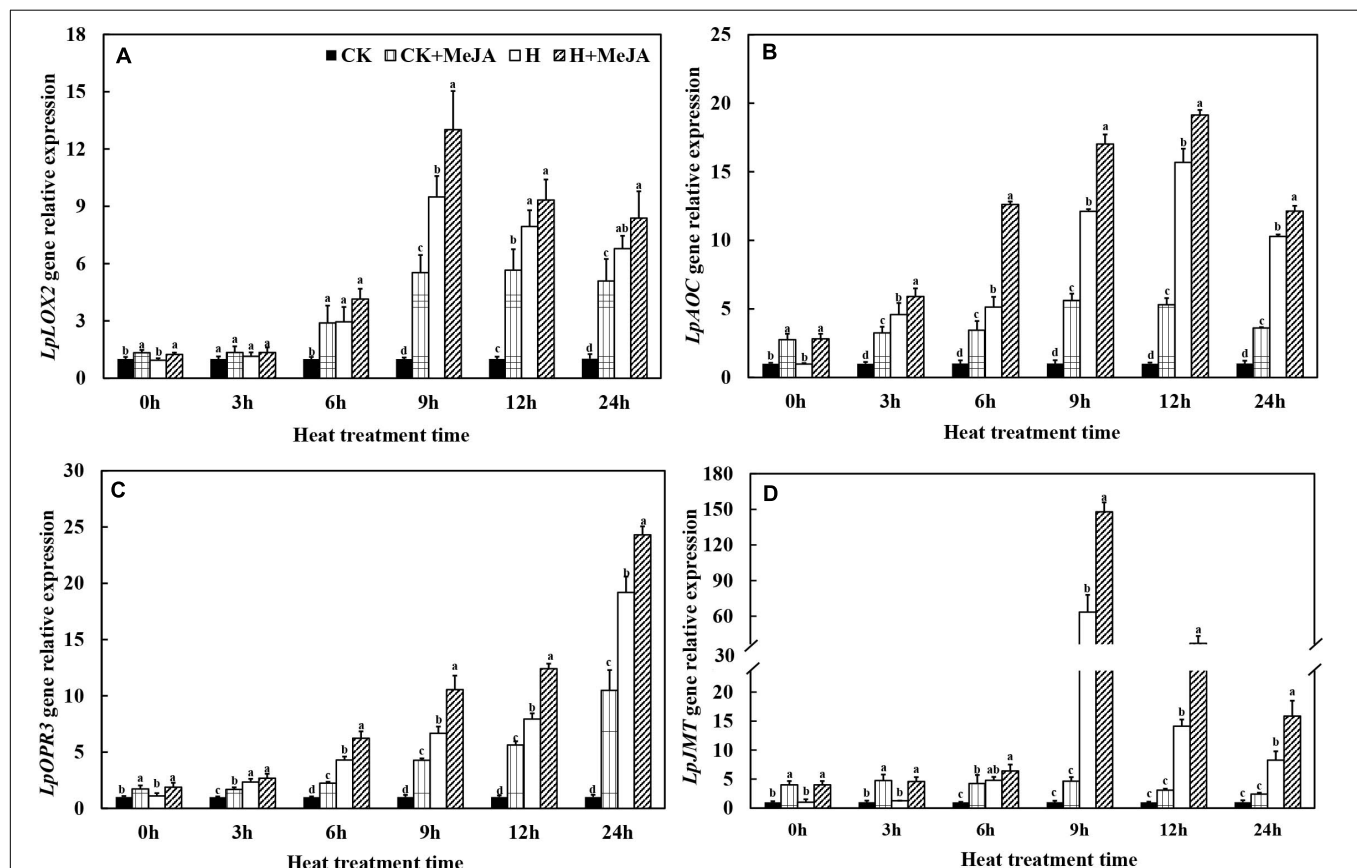 A
CK CK+MeJA H H+MeJA
LpLOX2 gene relative expression
18
15
12
9
6
3
0
b a b a
a a a a
b a a a
d c b a
c b a a
c c ab a
0h 3h 6h 9h 12h 24h
Heat treatment time
B
LpAOC gene relative expression
25
20
15
10
5
0
b a b a
d c b a
d c b a
d c b a
d c b a
d c b a
0h 3h 6h 9h 12h 24h
Heat treatment time
C
LpOPR3 gene relative expression
30
25
20
15
10
5
0
b a b a
c b a a
d c b a
d c b a
d c b a
d c b a
0h 3h 6h 9h 12h 24h
Heat treatment time
D
LpJMT gene relative expression
180
150
120
90
60
30
20
15
10
5
0
b a b a
b a b a
c b ab a
c c b a
c c b a
c c b a
0h 3h 6h 9h 12h 24h
Heat treatment time